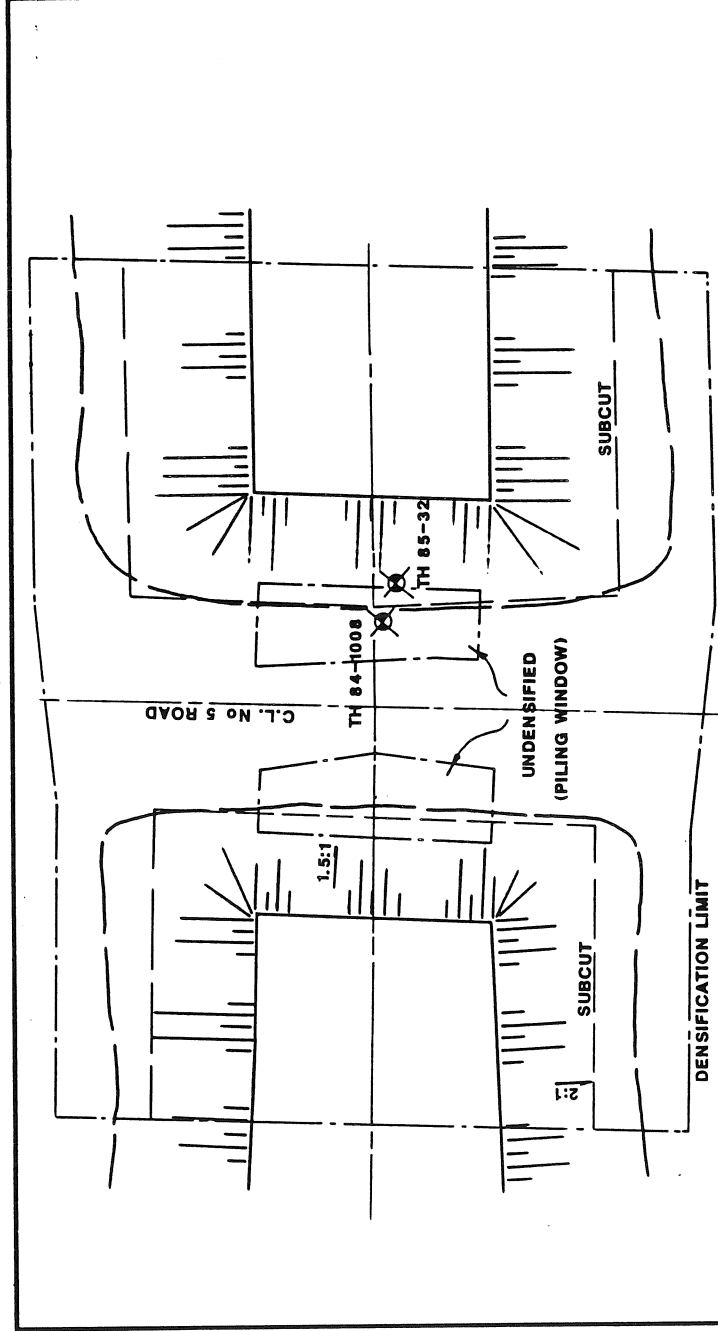 C.L. No 5 ROAD
TH 84-1008
TH 85-32
SUBCUT
UNDENSIFIED
(PILING WINDOW)
1.5:1
SUBCUT
2:1
DENSIFICATION LIMIT